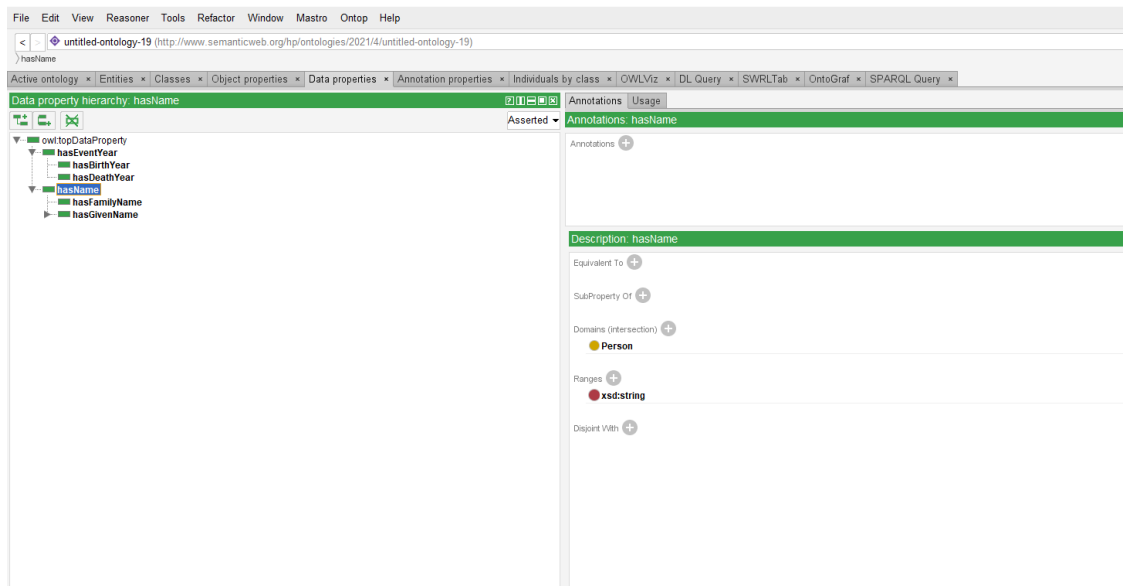 File Edit View Reasoner Tools Refactor Window Mastro Ontop Help
< > untitled-ontology-19 (http://www.semanticweb.org/hp/ontologies/2021/4/untitled-ontology-19)
hasName
Active ontology × Entities × Classes × Object properties × Data properties × Annotation properties × Individuals by class × OWLViz × DL Query × SWRLTab × OntoGraf × SPARQL Query ×
Data property hierarchy: hasName
Asserted
owl:topDataProperty
hasEventYear
hasBirthYear
hasDeathYear
hasName
hasFamilyName
hasGivenName
Annotations Usage
Annotations: hasName
Annotations
Description: hasName
Equivalent To
SubProperty Of
Domains (intersection)
Person
Ranges
xsd:string
Disjoint With